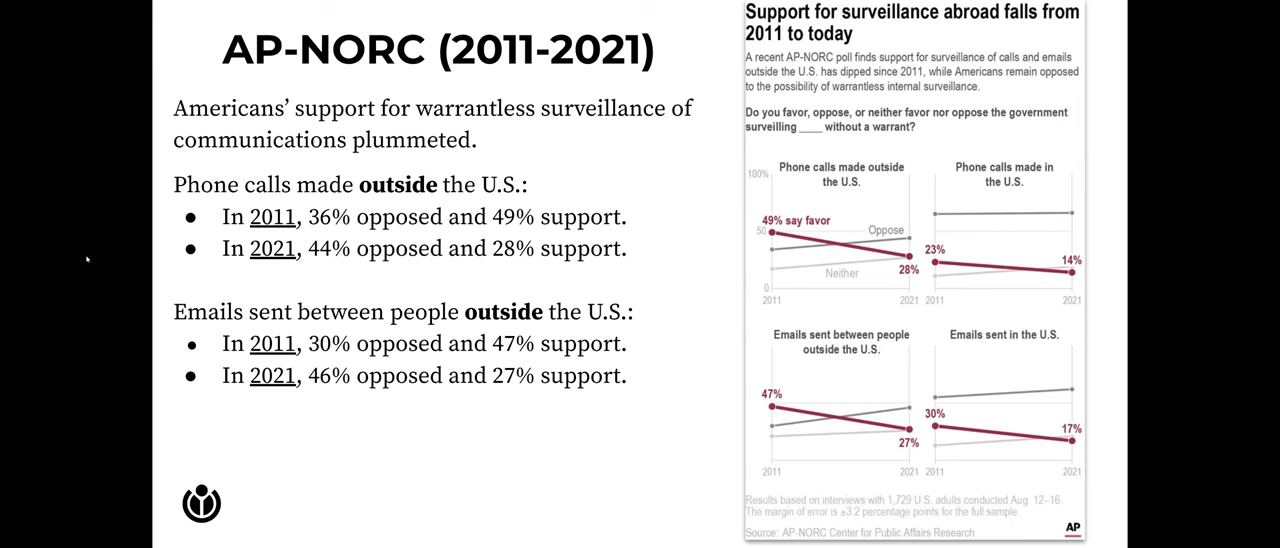 AP-NORC (2011-2021)
Americans' support for warrantless surveillance of
communications plummeted.
Phone calls made outside the U.S.:
● In 2011, 36% opposed and 49% support.
● In 2021, 44% opposed and 28% support.
Emails sent between people outside the U.S.:
● In 2011, 30% opposed and 47% support.
● In 2021, 46% opposed and 27% support.
Support for surveillance abroad falls from
2011 to today
A recent AP-NORC poll finds support for surveillance of calls and emails
outside the U.S. has dipped since 2011, while Americans remain opposed
to the possibility of warrantless internal surveillance.
Do you favor, oppose, or neither favor nor oppose the government
surveilling ____ without a warrant?
Phone calls made outside
the U.S.
100%
49% say favor
50
Oppose
Neither
28%
0
2011
2021
Phone calls made in
the U.S.
23%
14%
2011
2021
Emails sent between people
outside the U.S.
47%
27%
2011
2021
Emails sent in the U.S.
30%
17%
2011
2021
Results based on interviews with 1,729 U.S. adults conducted Aug. 12–16.
The margin of error is ±3.2 percentage points for the full sample.
Source: AP-NORC Center for Public Affairs Research
AP